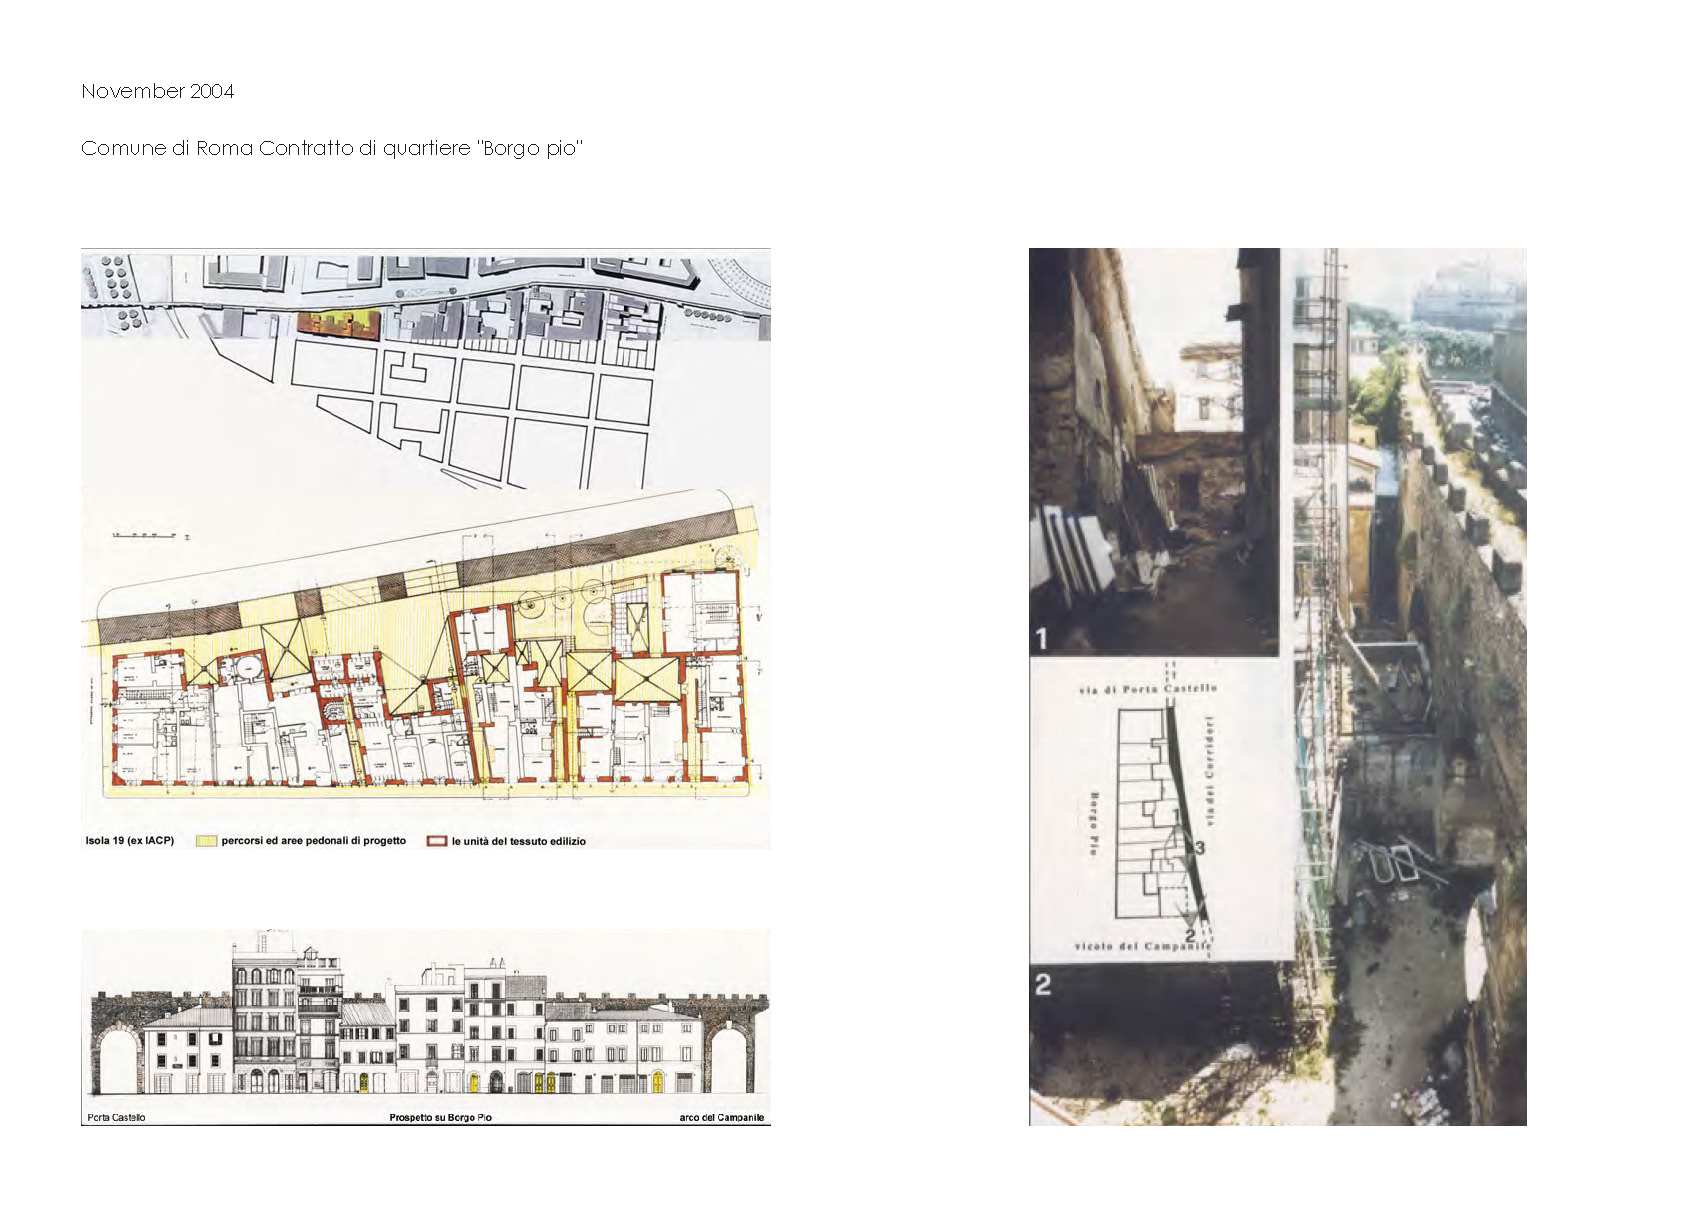 November 2004
Comune di Roma Contratto di quartiere "Borgo pio"
Isola 19 (ex IACP)
percorsi ed aree pedonali di progetto
le unità del tessuto edilizio
Porta Castello
Prospetto su Borgo Pio
arco del Campanile
1
via di Porta Castello
via dei Corridori
Borgo Pio
3
2
vicolo del Campanile
2